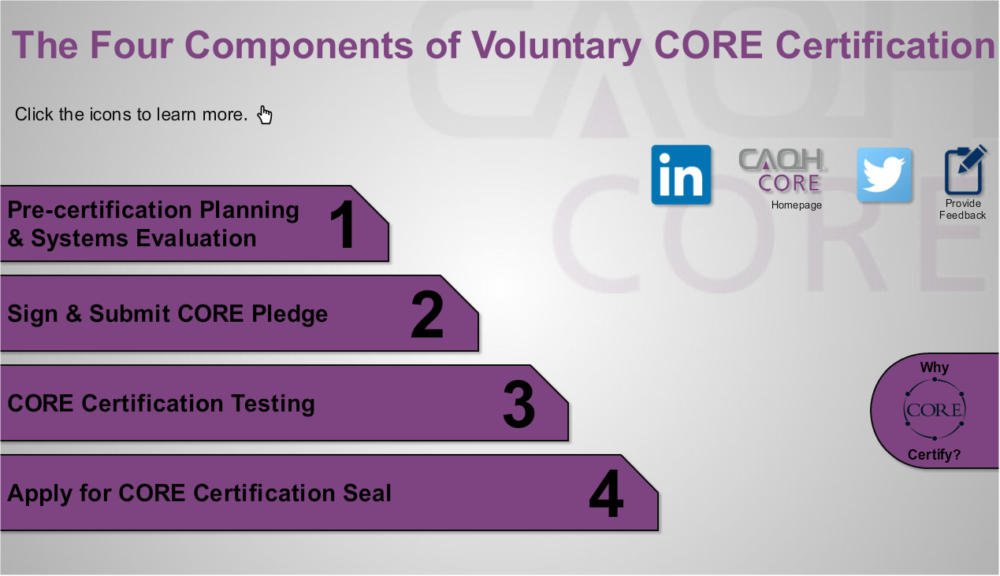 The Four Components of Voluntary CORE Certification
Click the icons to learn more.
in
CAQH
CORE
Homepage
Provide
Feedback
Pre-certification Planning
& Systems Evaluation
1
Sign & Submit CORE Pledge
2
CORE Certification Testing
3
Apply for CORE Certification Seal
4
Why
CORE
Certify?
CAQH
CORE